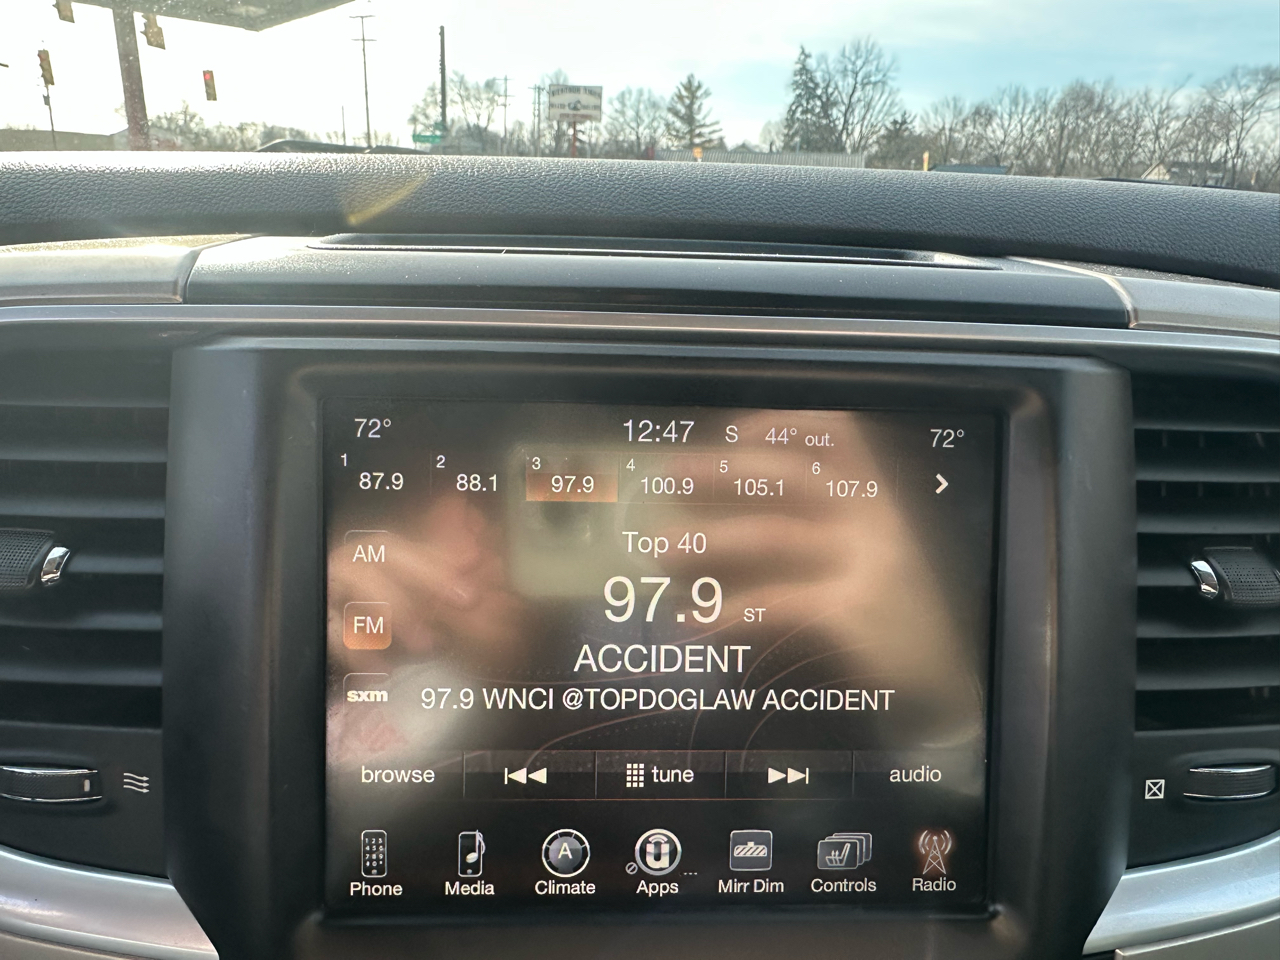 72°
12:47 S 44° out.
72°
1 87.9 2 88.1 3 97.9 4 100.9 5 105.1 6 107.9
AM
Top 40
97.9 ST
FM
ACCIDENT
sxm
97.9 WNCI @TOPDOGLAW ACCIDENT
browse tune audio
A
Phone Media Climate Apps Mirr Dim Controls Radio